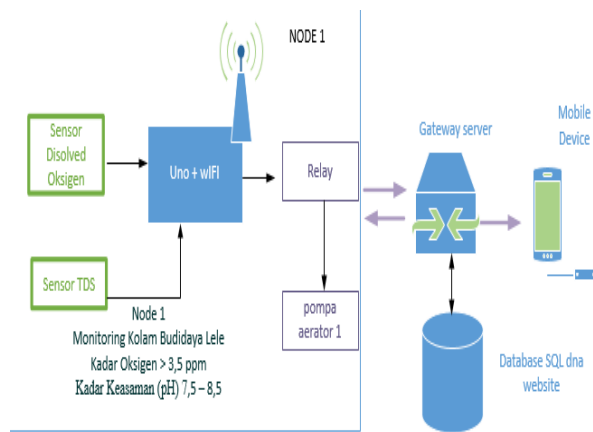 NODE 1
Sensor
Disolved
Oksigen
Uno + wIFI
Relay
Gateway server
Mobile
Device
Sensor TDS
Node 1
Monitoring Kolam Budidaya Lele
Kadar Oksigen > 3,5 ppm
Kadar Keasaman (pH) 7,5 – 8,5
pompa
aerator 1
Database SQL dna
website